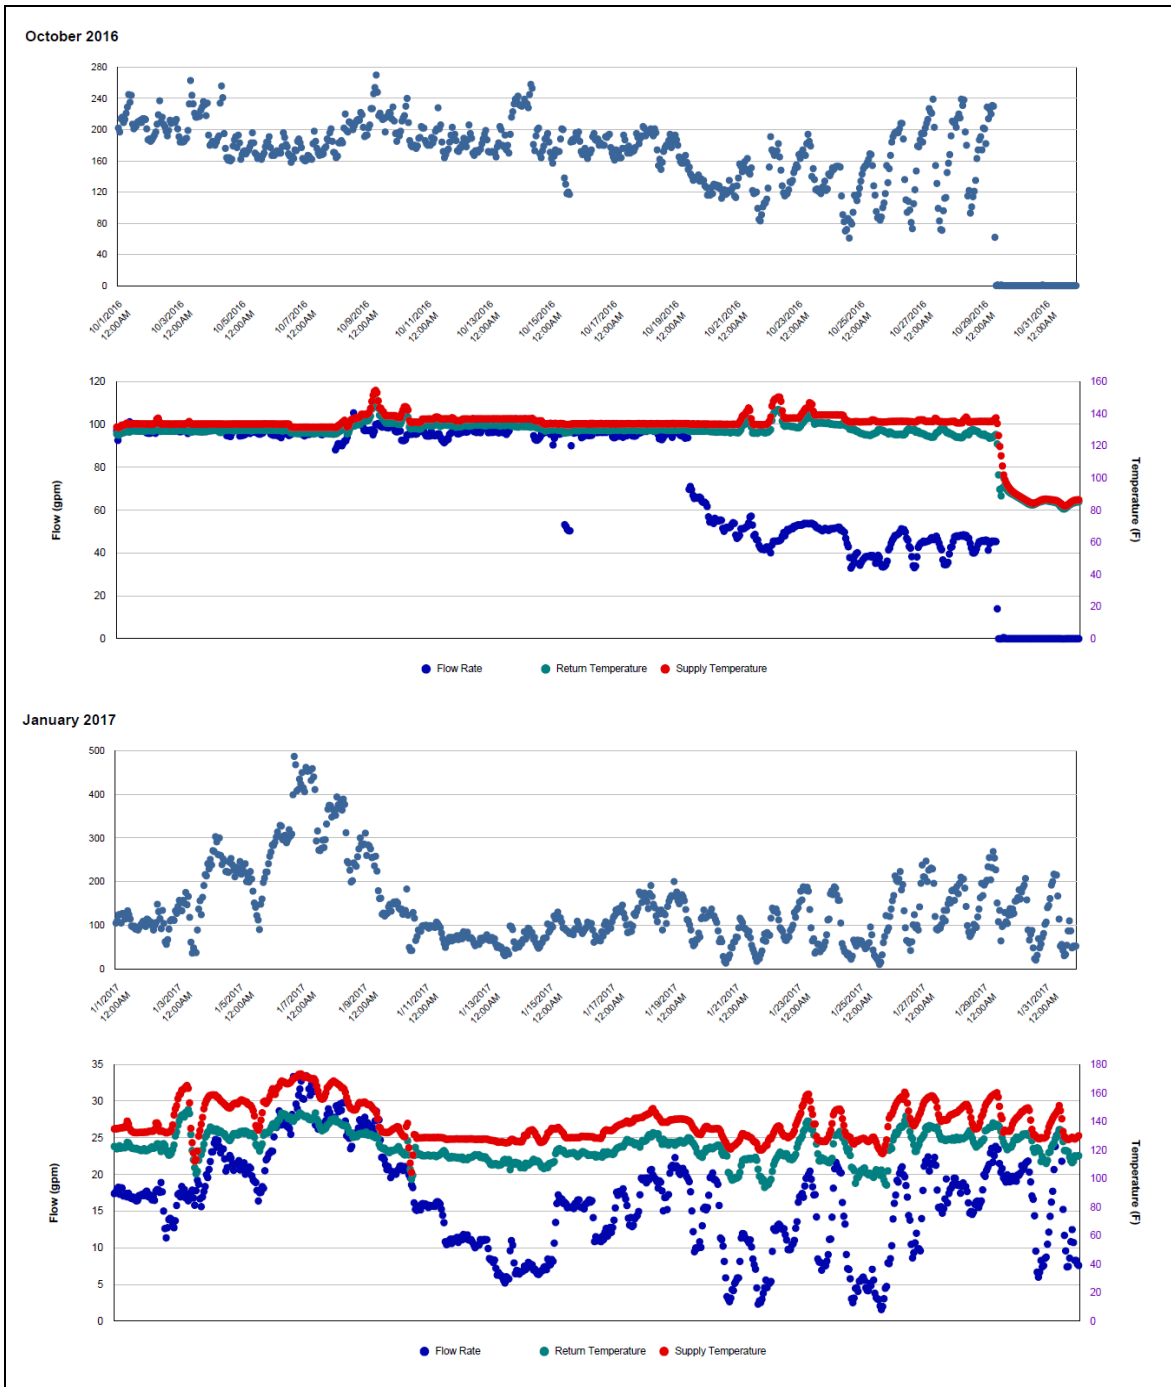 October 2016
280
240
200
160
120
80
40
0
10/1/2016 12:00AM
10/3/2016 12:00AM
10/5/2016 12:00AM
10/7/2016 12:00AM
10/9/2016 12:00AM
10/11/2016 12:00AM
10/13/2016 12:00AM
10/15/2016 12:00AM
10/17/2016 12:00AM
10/19/2016 12:00AM
10/21/2016 12:00AM
10/23/2016 12:00AM
10/25/2016 12:00AM
10/27/2016 12:00AM
10/29/2016 12:00AM
10/31/2016 12:00AM
120
100
80
60
40
20
0
Flow (gpm)
160
140
120
100
80
60
40
20
0
Temperature (F)
Flow Rate Return Temperature Supply Temperature
January 2017
500
400
300
200
100
0
1/1/2017 12:00AM
1/3/2017 12:00AM
1/5/2017 12:00AM
1/7/2017 12:00AM
1/9/2017 12:00AM
1/11/2017 12:00AM
1/13/2017 12:00AM
1/15/2017 12:00AM
1/17/2017 12:00AM
1/19/2017 12:00AM
1/21/2017 12:00AM
1/23/2017 12:00AM
1/25/2017 12:00AM
1/27/2017 12:00AM
1/29/2017 12:00AM
1/31/2017 12:00AM
35
30
25
20
15
10
5
0
Flow (gpm)
180
160
140
120
100
80
60
40
20
0
Temperature (F)
Flow Rate Return Temperature Supply Temperature